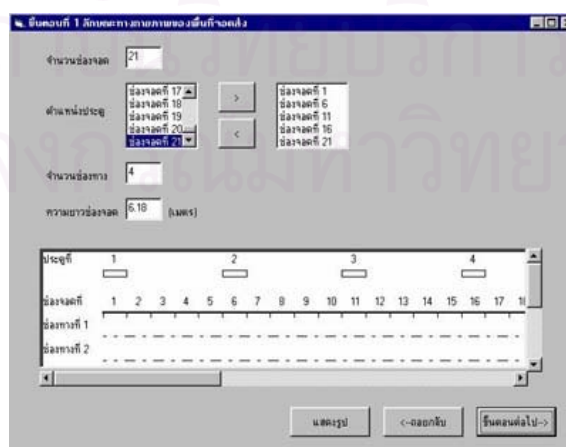 ขั้นตอนที่ 1 ลักษณะทางกายภาพของพื้นที่จอดส่ง
จำนวนช่องจอด 21
ตำแหน่งประตู
ช่องจอดที่ 17
ช่องจอดที่ 18
ช่องจอดที่ 19
ช่องจอดที่ 20
ช่องจอดที่ 21
>
<
ช่องจอดที่ 1
ช่องจอดที่ 6
ช่องจอดที่ 11
ช่องจอดที่ 16
ช่องจอดที่ 21
จำนวนช่องทาง 4
ความยาวช่องจอด 6.18 (เมตร)
ประตูที่ 1 2 3 4
ช่องจอดที่ 1 2 3 4 5 6 7 8 9 10 11 12 13 14 15 16 17
ช่องทางที่ 1
ช่องทางที่ 2
แสดงรูป
<--ถอยกลับ
ขั้นตอนต่อไป-->